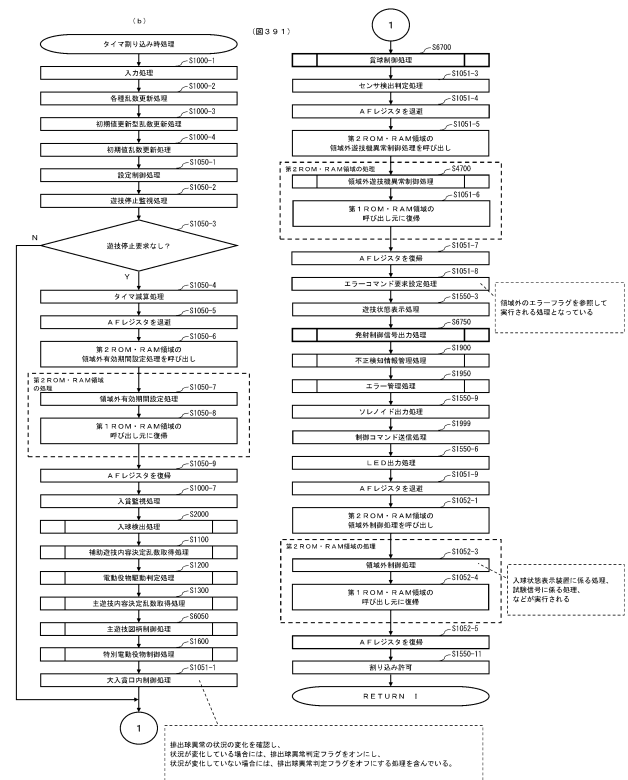 （図３９１）
（ｂ）
タイマ割り込み時処理
S1000-1
入力処理
S1000-2
各種乱数更新処理
S1000-3
初期値更新型乱数更新処理
S1000-4
初期値乱数更新処理
S1050-1
設定制御処理
S1050-2
遊技停止監視処理
S1050-3
遊技停止要求なし？
N
Y
S1050-4
タイマ減算処理
S1050-5
ＡＦレジスタを退避
S1050-6
第２ＲＯＭ・ＲＡＭ領域の
領域外有効期間設定処理を呼び出し
第２ＲＯＭ・ＲＡＭ領域
の処理
S1050-7
領域外有効期間設定処理
S1050-8
第１ＲＯＭ・ＲＡＭ領域の
呼び出し元に復帰
S1050-9
ＡＦレジスタを復帰
S1000-7
入賞監視処理
S2000
入球検出処理
S1100
補助遊技内容決定乱数取得処理
S1200
電動役物駆動判定処理
S1300
主遊技内容決定乱数取得処理
S6050
主遊技図柄制御処理
S1600
特別電動役物制御処理
S1051-1
大入賞口内制御処理
1
排出球異常の状況の変化を確認し、
状況が変化している場合には、排出球異常判定フラグをオンにし、
状況が変化していない場合には、排出球異常判定フラグをオフにする処理を含んでいる。
1
S6700
賞球制御処理
S1051-3
センサ検出判定処理
S1051-4
ＡＦレジスタを退避
S1051-5
第２ＲＯＭ・ＲＡＭ領域の
領域外遊技機異常制御処理を呼び出し
第２ＲＯＭ・ＲＡＭ領域の処理
S4700
領域外遊技機異常制御処理
S1051-6
第１ＲＯＭ・ＲＡＭ領域の
呼び出し元に復帰
S1051-7
ＡＦレジスタを復帰
S1051-8
エラーコマンド要求設定処理
領域外のエラーフラグを参照して
実行される処理となっている
S1550-3
遊技状態表示処理
S6750
発射制御信号出力処理
S1900
不正検知情報管理処理
S1950
エラー管理処理
S1550-9
ソレノイド出力処理
S1999
制御コマンド送信処理
S1550-6
ＬＥＤ出力処理
S1051-9
ＡＦレジスタを退避
S1052-1
第２ＲＯＭ・ＲＡＭ領域の
領域外制御処理を呼び出し
第２ＲＯＭ・ＲＡＭ領域の処理
S1052-3
領域外制御処理
S1052-4
第１ＲＯＭ・ＲＡＭ領域の
呼び出し元に復帰
入球状態表示装置に係る処理、
試験信号に係る処理、
などが実行される
S1052-5
ＡＦレジスタを復帰
S1550-11
割り込み許可
ＲＥＴＵＲＮ　Ｉ